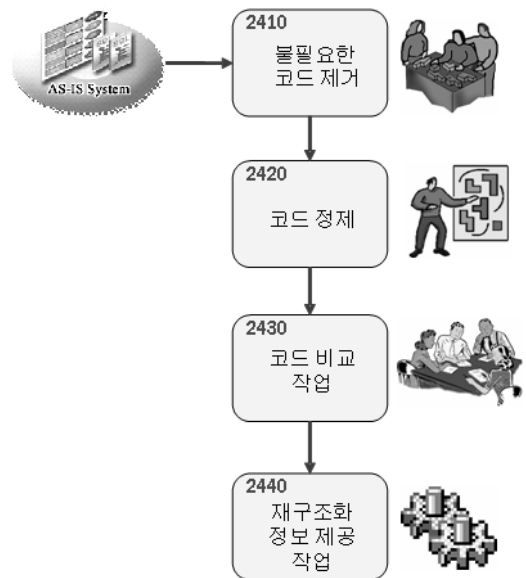 AS-IS System
2410
불필요한
코드 제거
2420
코드 정제
2430
코드 비교
작업
2440
재구조화
정보 제공
작업